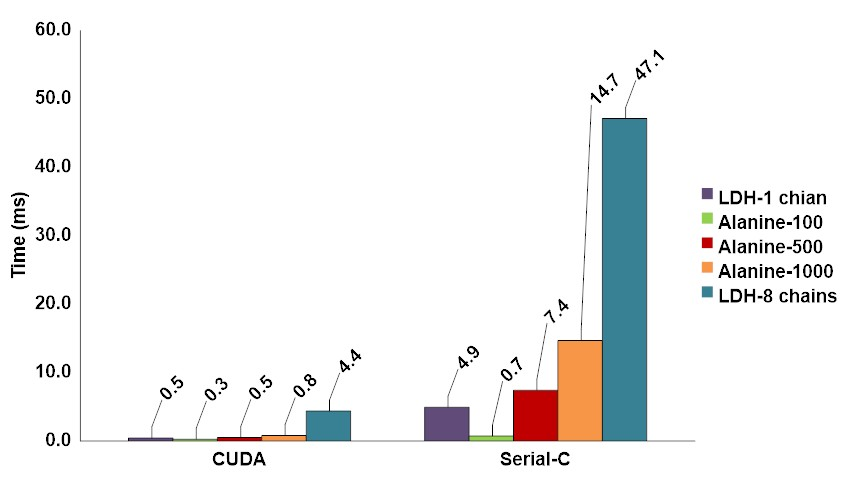 60.0
50.0
40.0
30.0
20.0
10.0
0.0
Time (ms)
0.5
0.3
0.5
0.8
4.4
4.9
0.7
7.4
14.7
47.1
CUDA
Serial-C
LDH-1 chian
Alanine-100
Alanine-500
Alanine-1000
LDH-8 chains